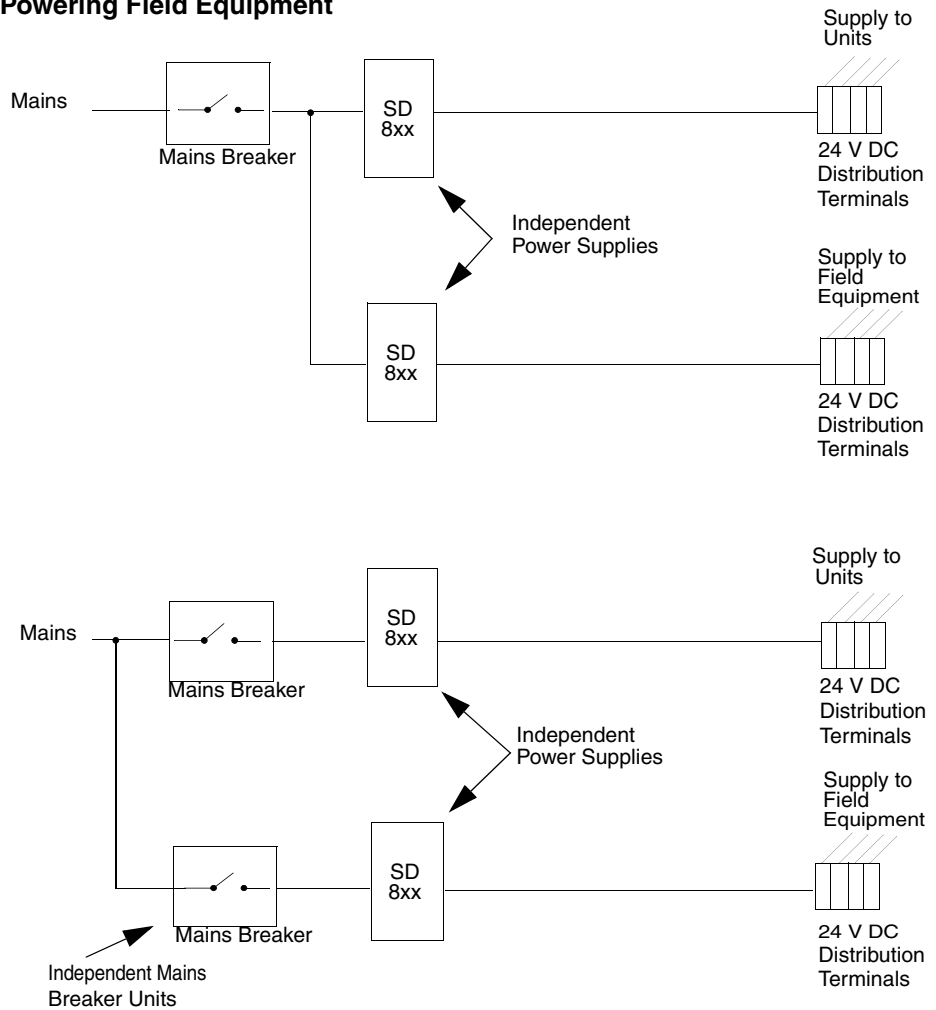 Powering Field Equipment
Supply to
Units
Mains
SD
8xx
Mains Breaker
24 V DC
Distribution
Terminals
Independent
Power Supplies
Supply to
Field
Equipment
SD
8xx
24 V DC
Distribution
Terminals
Supply to
Units
Mains
SD
8xx
Mains Breaker
24 V DC
Distribution
Terminals
Independent
Power Supplies
Supply to
Field
Equipment
SD
8xx
Mains Breaker
24 V DC
Distribution
Terminals
Independent Mains
Breaker Units